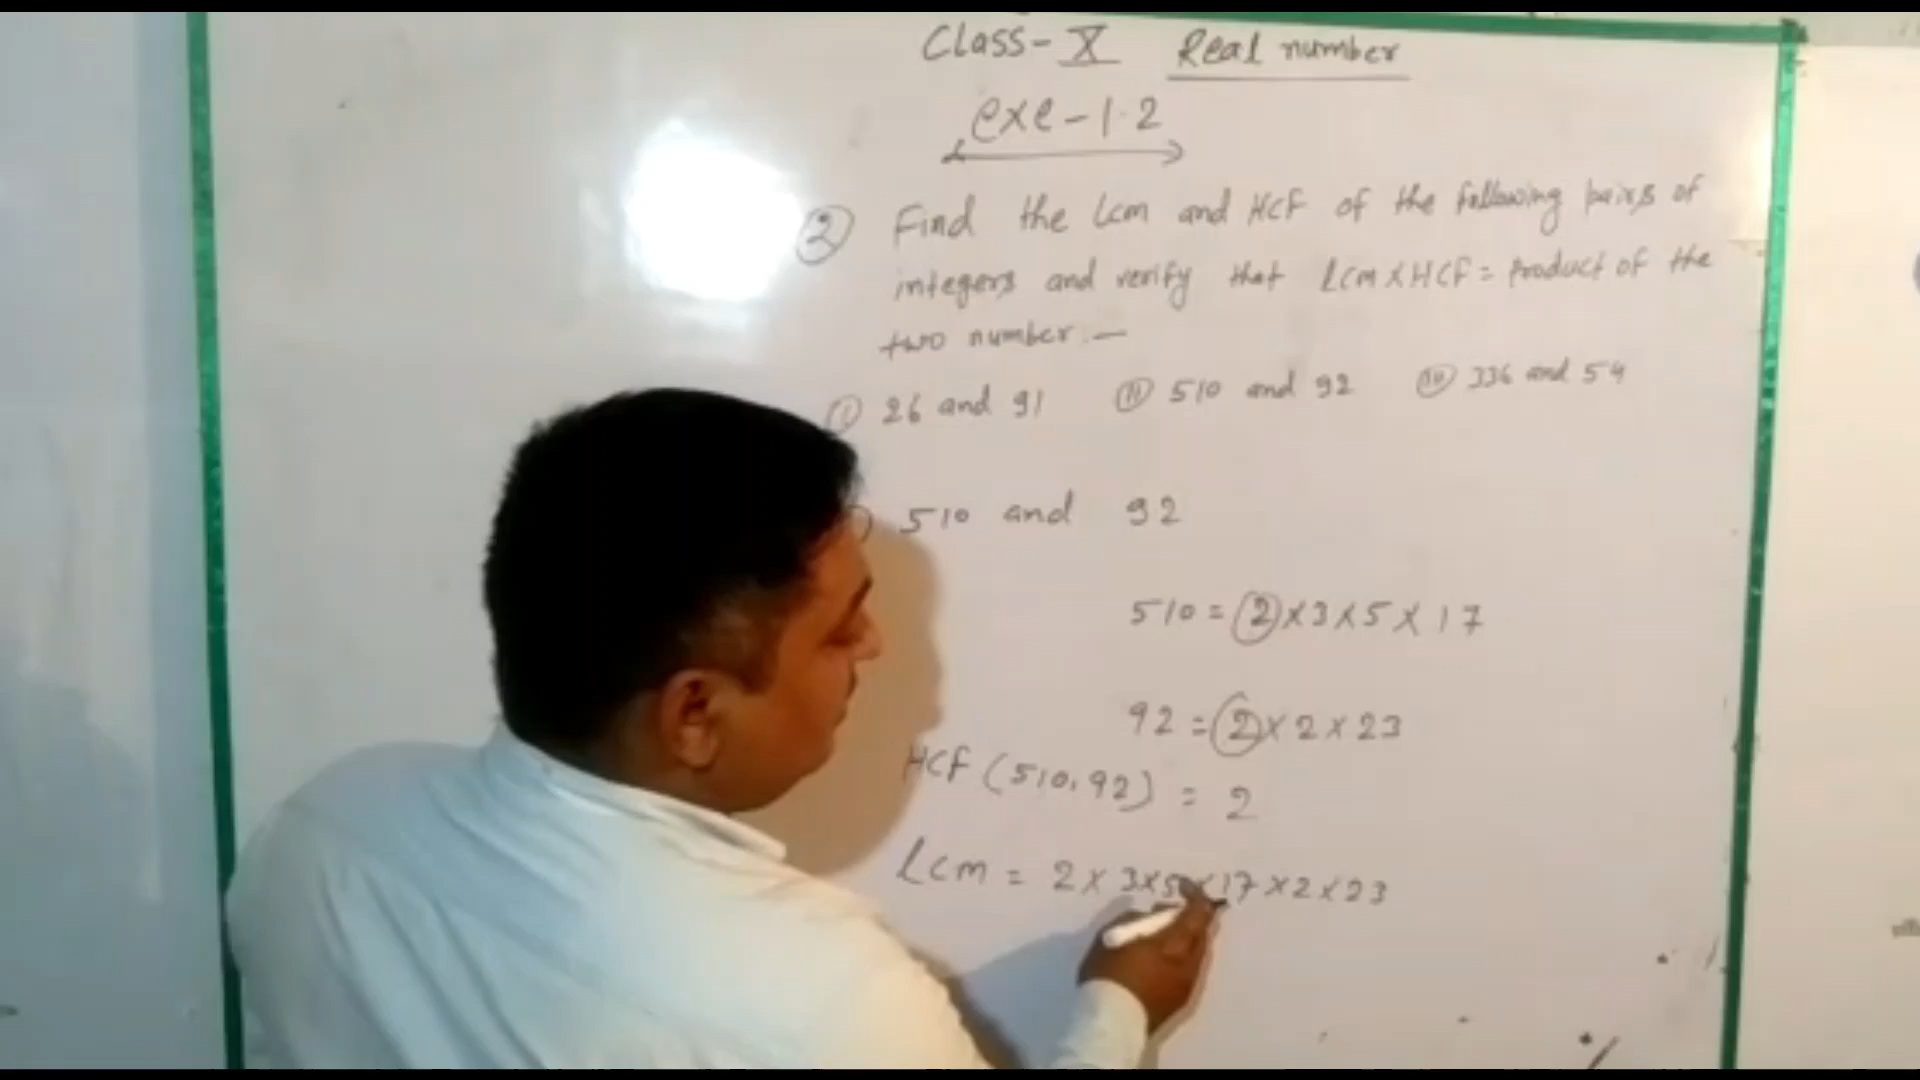 Class-X Real number
exe-1.2
② Find the Lcm and HCF of the following pairs of
integers and verify that Lcm×HCF = Product of the
two number.—
(i) 26 and 91 (ii) 510 and 92 (iii) 336 and 54
510 and 92
510 = 2×3×5×17
92 = 2×2×23
HCF (510,92) = 2
Lcm = 2×3×5×17×2×23